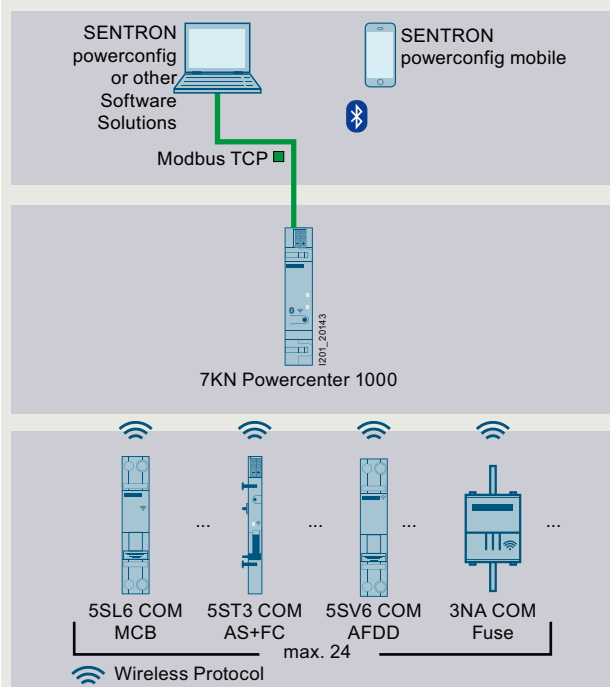 SENTRON
powerconfig
or other
Software
Solutions
SENTRON
powerconfig mobile
Modbus TCP
I201_20143
7KN Powercenter 1000
... ... ... ...
5SL6 COM
MCB
5ST3 COM
AS+FC
5SV6 COM
AFDD
3NA COM
Fuse
max. 24
Wireless Protocol